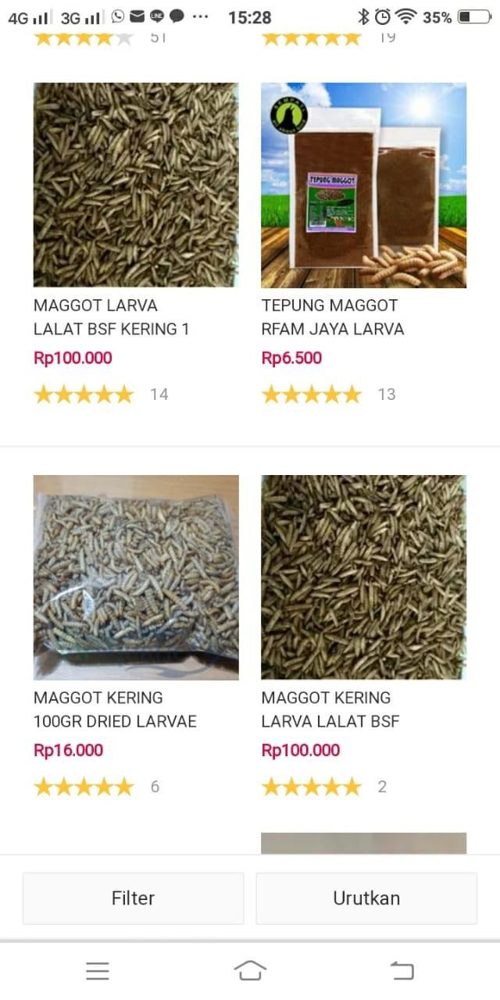 4G 3G LINE ... 15:28 35%
51 19
MAGGOT LARVA
LALAT BSF KERING 1
Rp100.000
14
TEPUNG MAGGOT
TEPUNG MAGGOT
RFAM JAYA LARVA
Rp6.500
13
MAGGOT KERING
100GR DRIED LARVAE
Rp16.000
6
MAGGOT KERING
LARVA LALAT BSF
Rp100.000
2
Filter
Urutkan